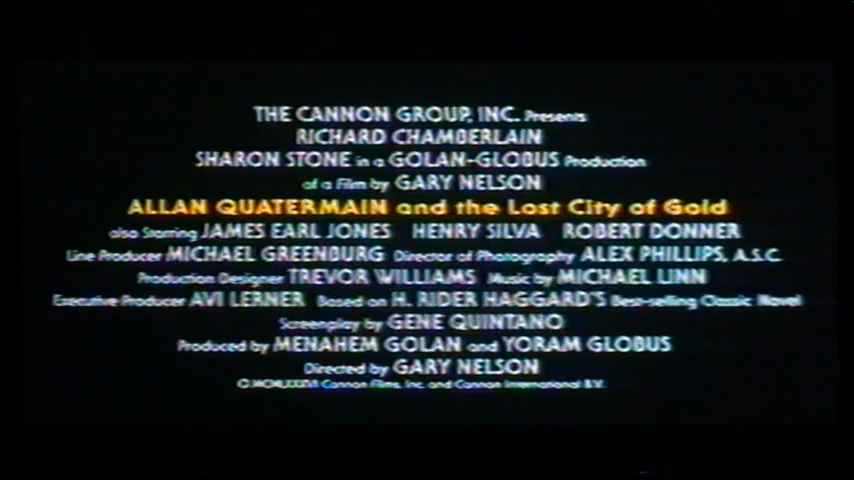 THE CANNON GROUP, INC. Presents
RICHARD CHAMBERLAIN
SHARON STONE in a GOLAN-GLOBUS Production
of a Film by GARY NELSON
ALLAN QUATERMAIN and the Lost City of Gold
also Starring JAMES EARL JONES HENRY SILVA ROBERT DONNER
Line Producer MICHAEL GREENBURG Director of Photography ALEX PHILLIPS, A.S.C.
Production Designer TREVOR WILLIAMS Music by MICHAEL LINN
Executive Producer AVI LERNER Based on H. RIDER HAGGARD'S Best-selling Classic Novel
Screenplay by GENE QUINTANO
Produced by MENAHEM GOLAN and YORAM GLOBUS
Directed by GARY NELSON
© MCMLXXXVI Cannon Films, Inc. and Cannon International B.V.